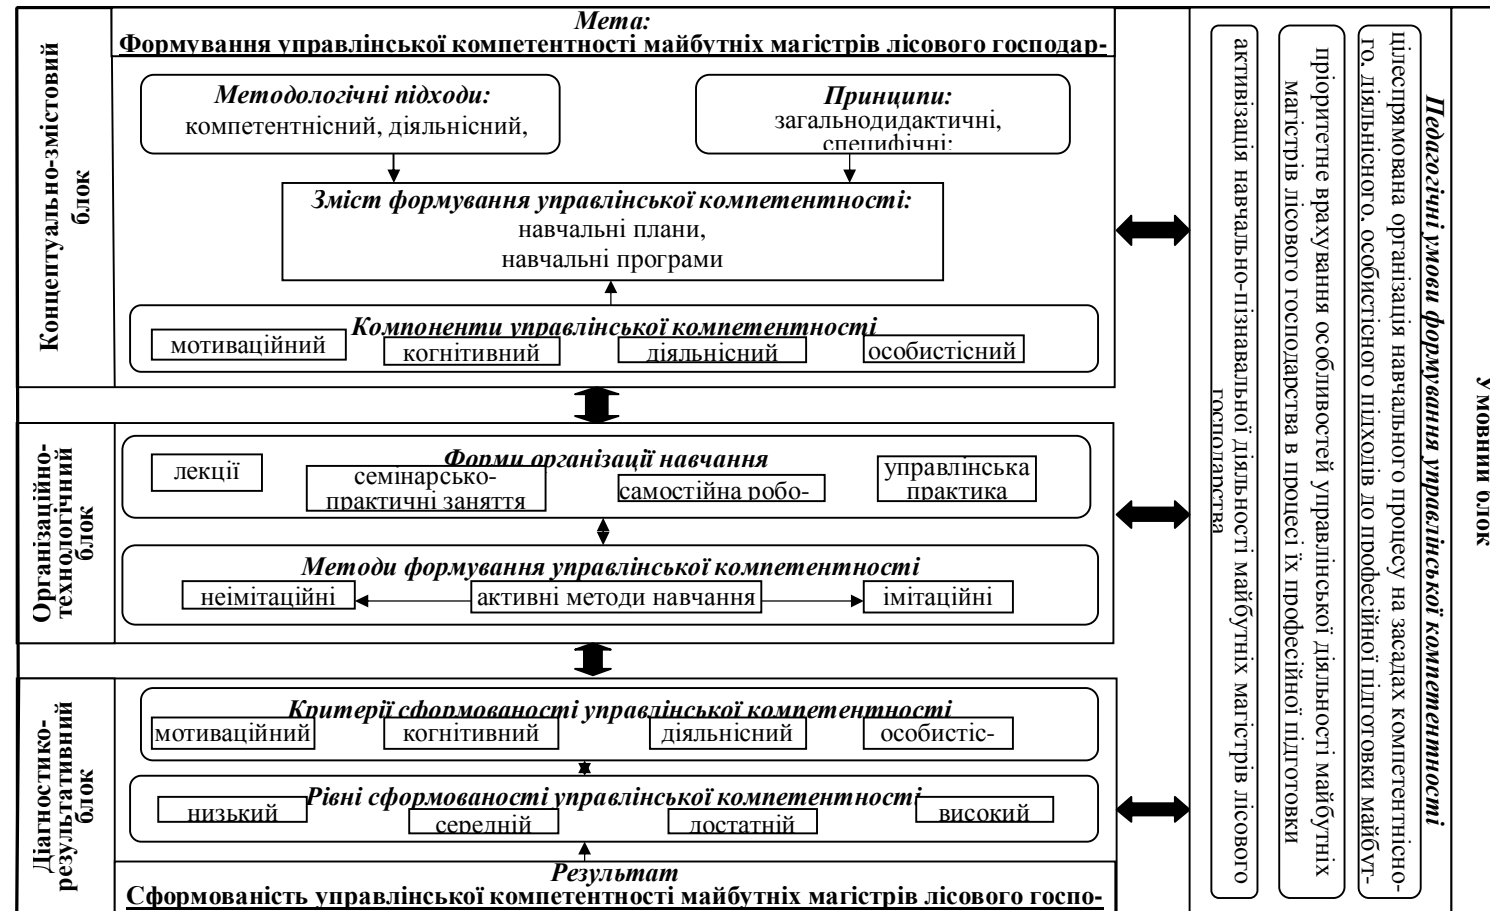 Концептуально-змістовий
блок
Мета:
Формування управлінської компетентності майбутніх магістрів лісового господар-
Методологічні підходи:
компетентнісний, діяльнісний,
Принципи:
загальнодидактичні,
специфічні:
Зміст формування управлінської компетентності:
навчальні плани,
навчальні програми
Компоненти управлінської компетентності
мотиваційний
когнитивний
діяльнісний
особистісний
Організаційно-
технологічний
блок
Форми організації навчання
лекції
семінарсько-
практичні заняття
самостійна робо-
управлінська
практика
Методи формування управлінської компетентності
неімітаційні
активні методи навчання
імітаційні
Діагностико-
результативний
блок
Критерії сформованості управлінської компетентності
мотиваційний
когнитивний
діяльнісний
особистіс-
Рівні сформованості управлінської компетентності
низький
середній
достатній
високий
Результат
Сформованість управлінської компетентності майбутніх магістрів лісового госпо-
Умовний блок
Педагогічні умови формування управлінської компетентності
цілеспрямована організація навчального процесу на засадах компетентнісно-
го, діяльнісного, особистісного підходів до професійної підготовки майбут-
пріоритетне врахування особливостей управлінської діяльності майбутніх
магістрів лісового господарства в процесі їх професійної підготовки
активізація навчально-пізнавальної діяльності майбутніх магістрів лісового
господарства